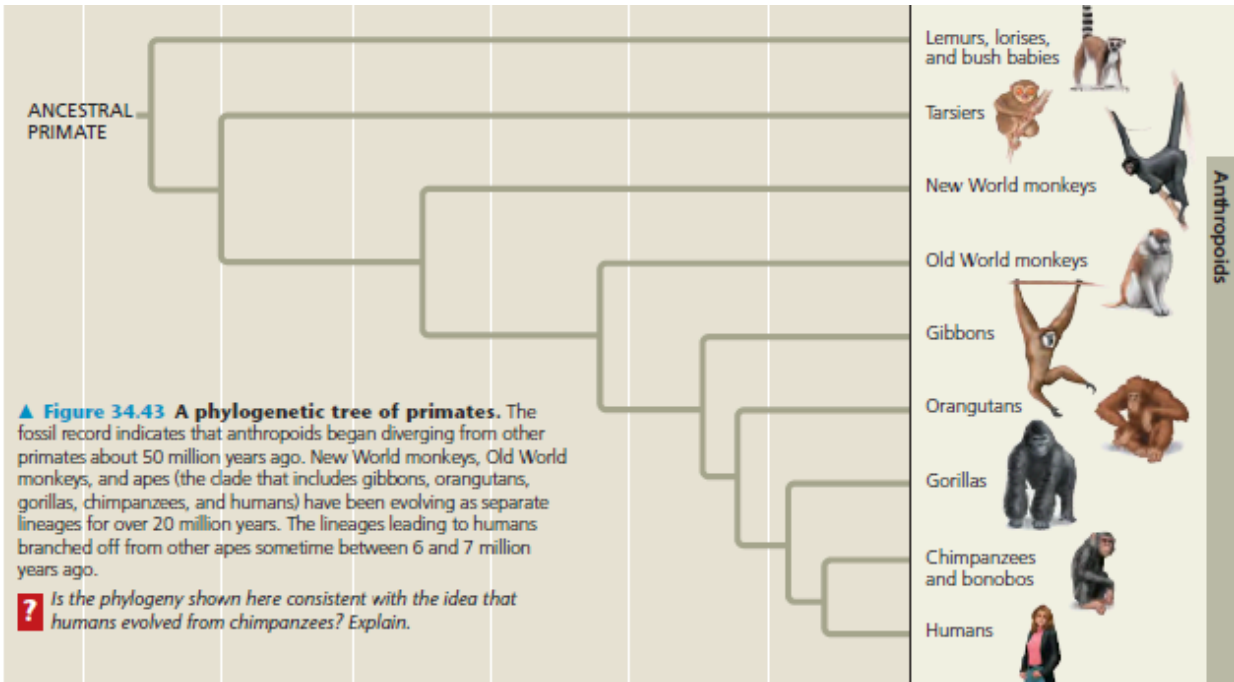 Lemurs, lorises,
and bush babies
ANCESTRAL
PRIMATE
Tarsiers
New World monkeys
Anthropoids
Old World monkeys
Gibbons
Orangutans
Gorillas
Chimpanzees
and bonobos
Humans
▲ Figure 34.43 A phylogenetic tree of primates. The
fossil record indicates that anthropoids began diverging from other
primates about 50 million years ago. New World monkeys, Old World
monkeys, and apes (the clade that includes gibbons, orangutans,
gorillas, chimpanzees, and humans) have been evolving as separate
lineages for over 20 million years. The lineages leading to humans
branched off from other apes sometime between 6 and 7 million
years ago.
? Is the phylogeny shown here consistent with the idea that
humans evolved from chimpanzees? Explain.